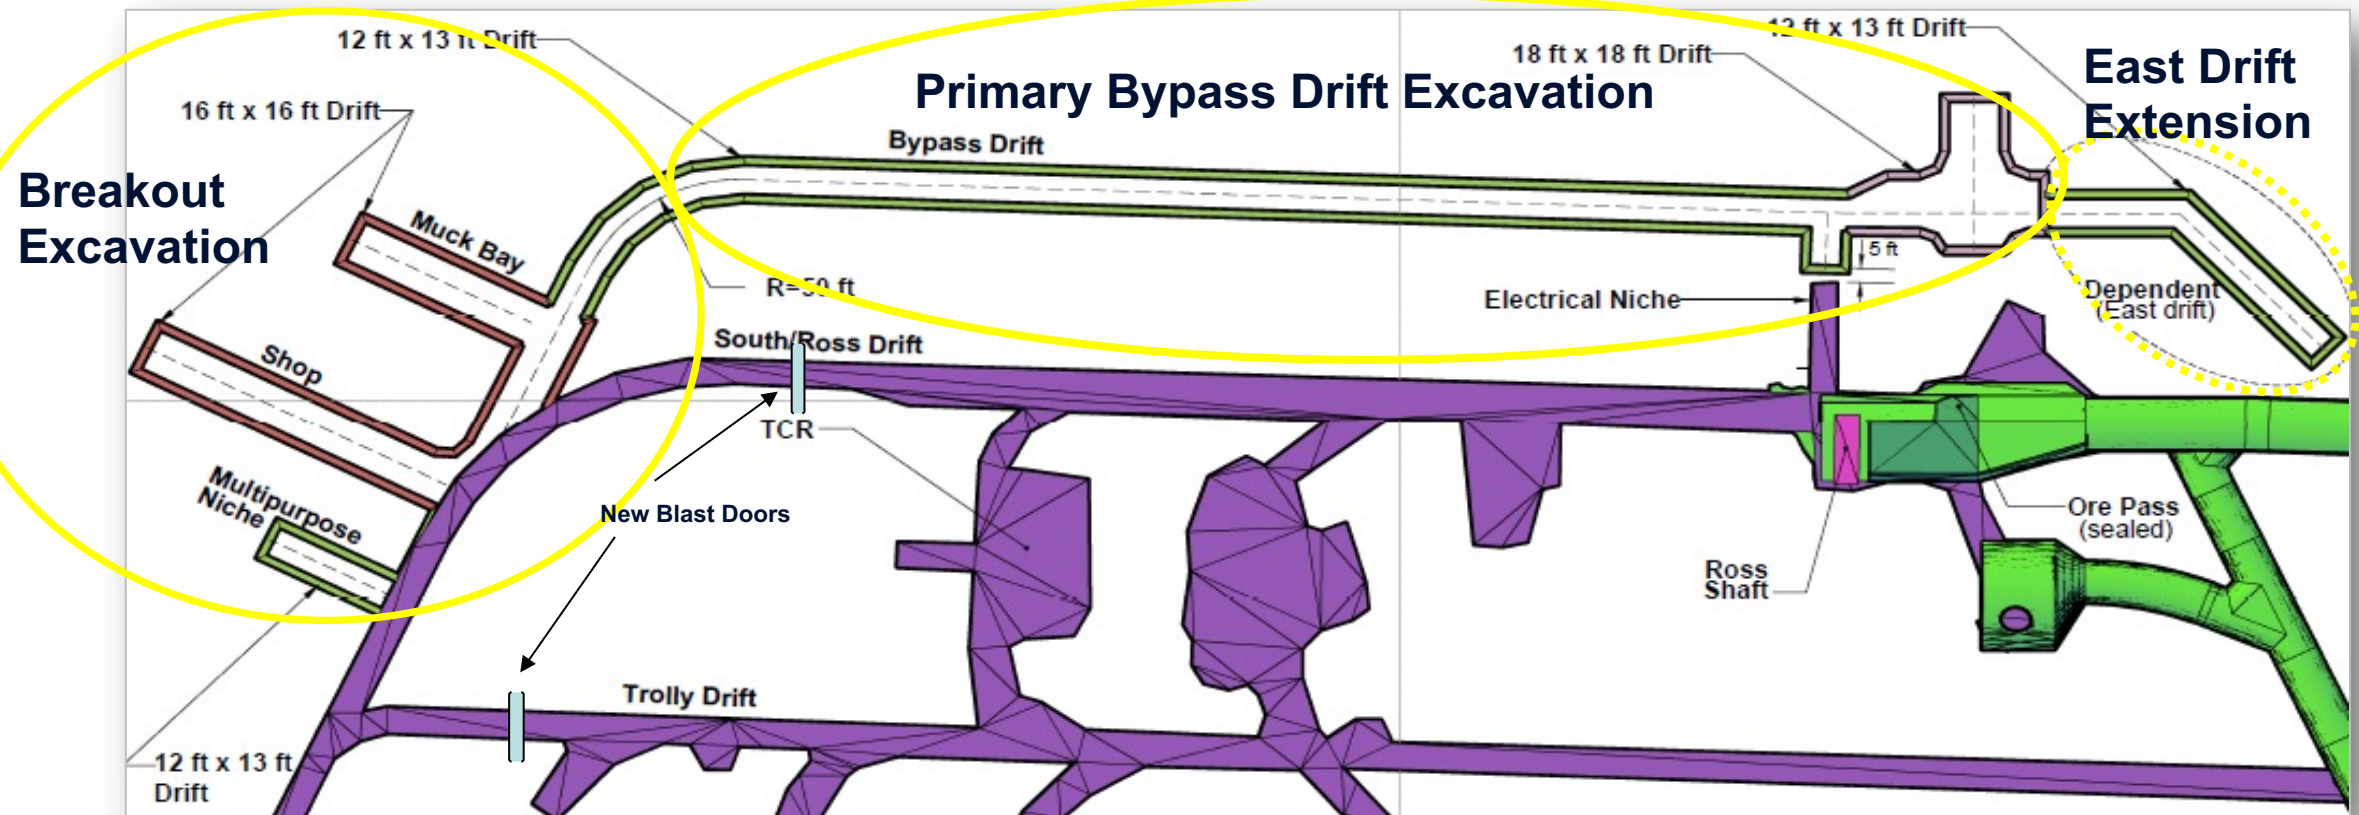 12 ft x 13 ft Drift
16 ft x 16 ft Drift
Breakout
Excavation
Muck Bay
Shop
Multipurpose
Niche
12 ft x 13 ft
Drift
Primary Bypass Drift Excavation
Bypass Drift
R=50 ft
South/Ross Drift
TCR
New Blast Doors
Trolly Drift
18 ft x 18 ft Drift
12 ft x 13 ft Drift
East Drift
Extension
5 ft
Electrical Niche
Dependent
(East drift)
Ore Pass
(sealed)
Ross
Shaft